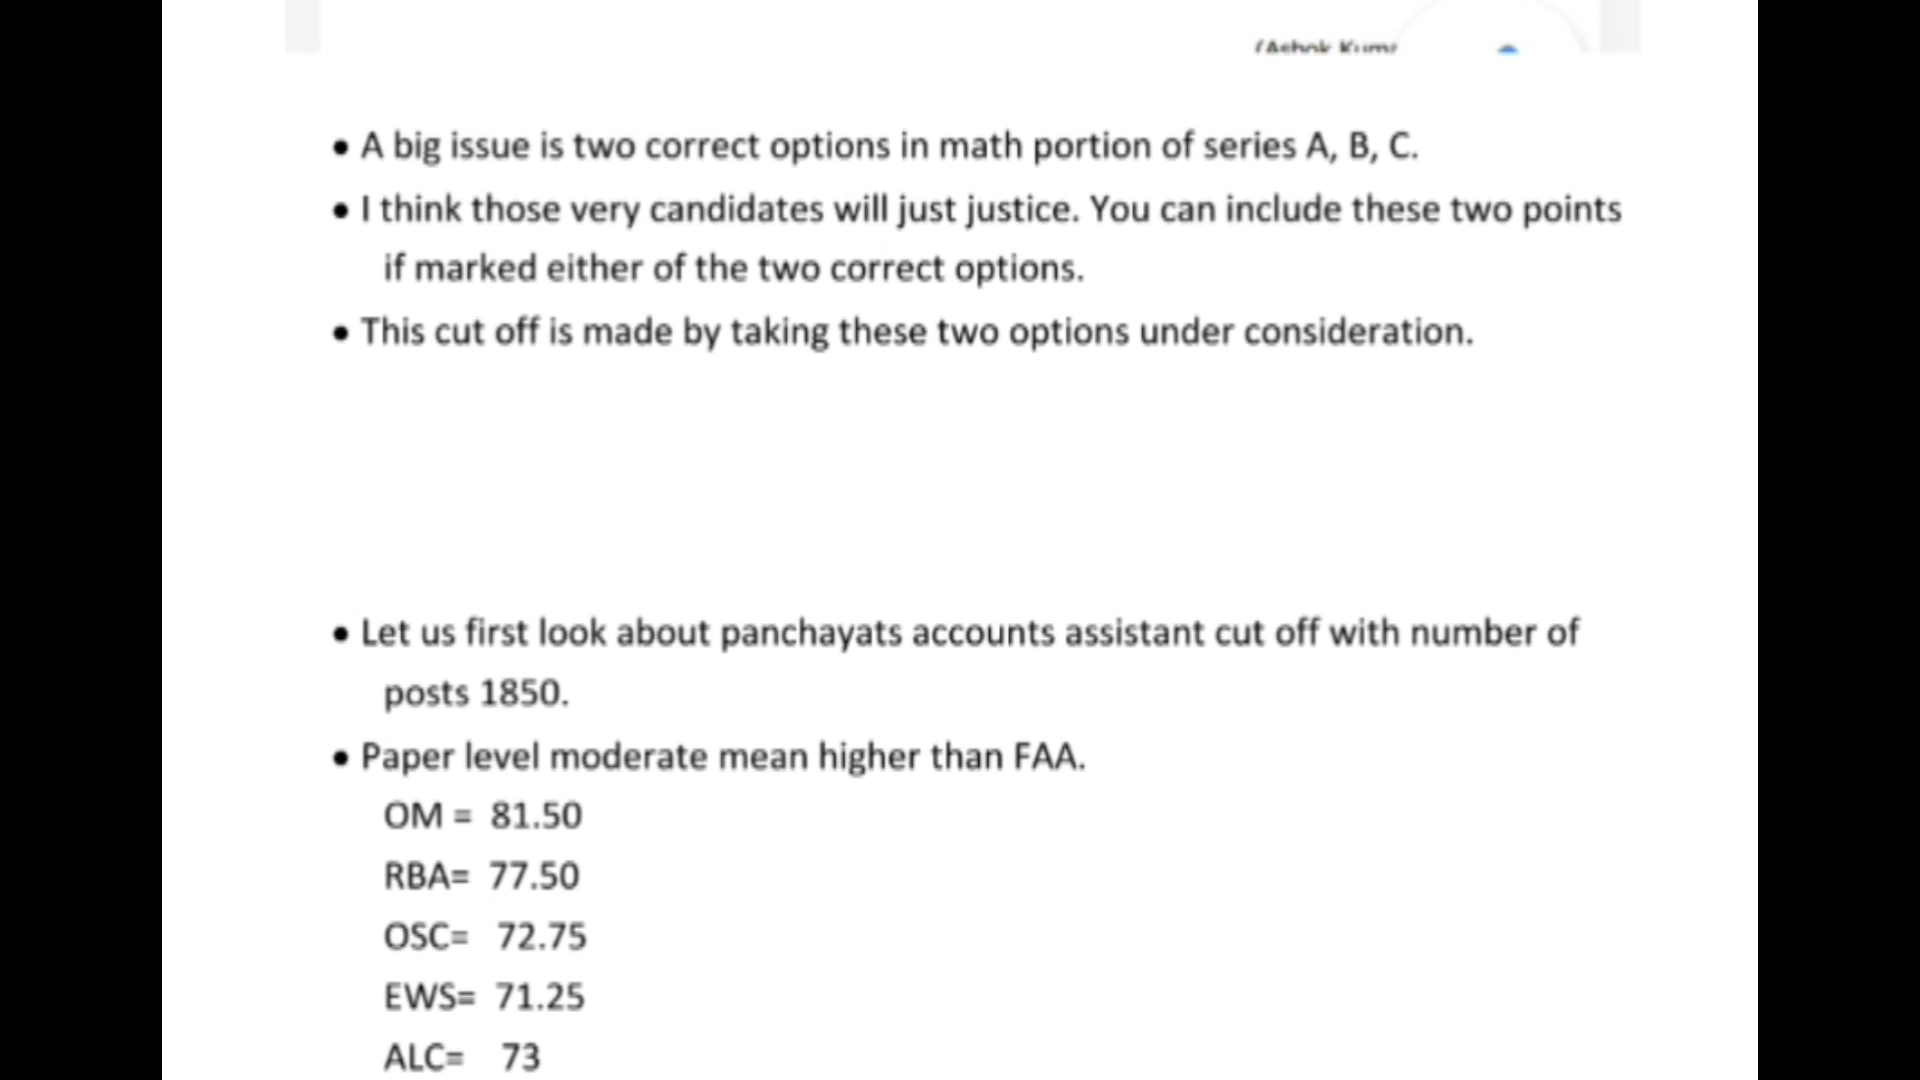 (Ashok Kuma
• A big issue is two correct options in math portion of series A, B, C.
• I think those very candidates will just justice. You can include these two points
if marked either of the two correct options.
• This cut off is made by taking these two options under consideration.
• Let us first look about panchayats accounts assistant cut off with number of
posts 1850.
• Paper level moderate mean higher than FAA.
OM = 81.50
RBA= 77.50
OSC= 72.75
EWS= 71.25
ALC= 73